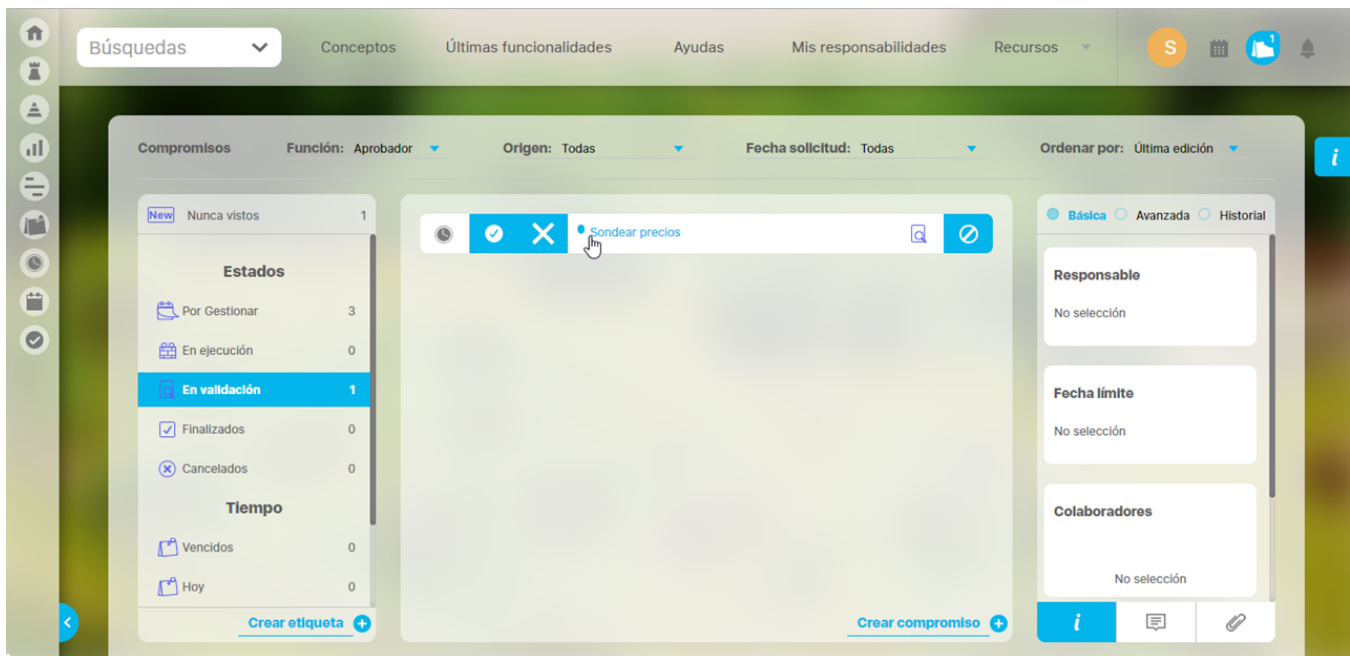 Búsquedas
Conceptos
Últimas funcionalidades
Ayudas
Mis responsabilidades
Recursos
S
1
Compromisos
Función: Aprobador
Origen: Todas
Fecha solicitud: Todas
Ordenar por: Última edición
i
New Nunca vistos 1
Estados
Por Gestionar 3
En ejecución 0
En validación 1
Finalizados 0
Cancelados 0
Tiempo
Vencidos 0
Hoy 0
Crear etiqueta
Sondear precios
Crear compromiso
Básica Avanzada Historial
Responsable
No selección
Fecha límite
No selección
Colaboradores
No selección
i